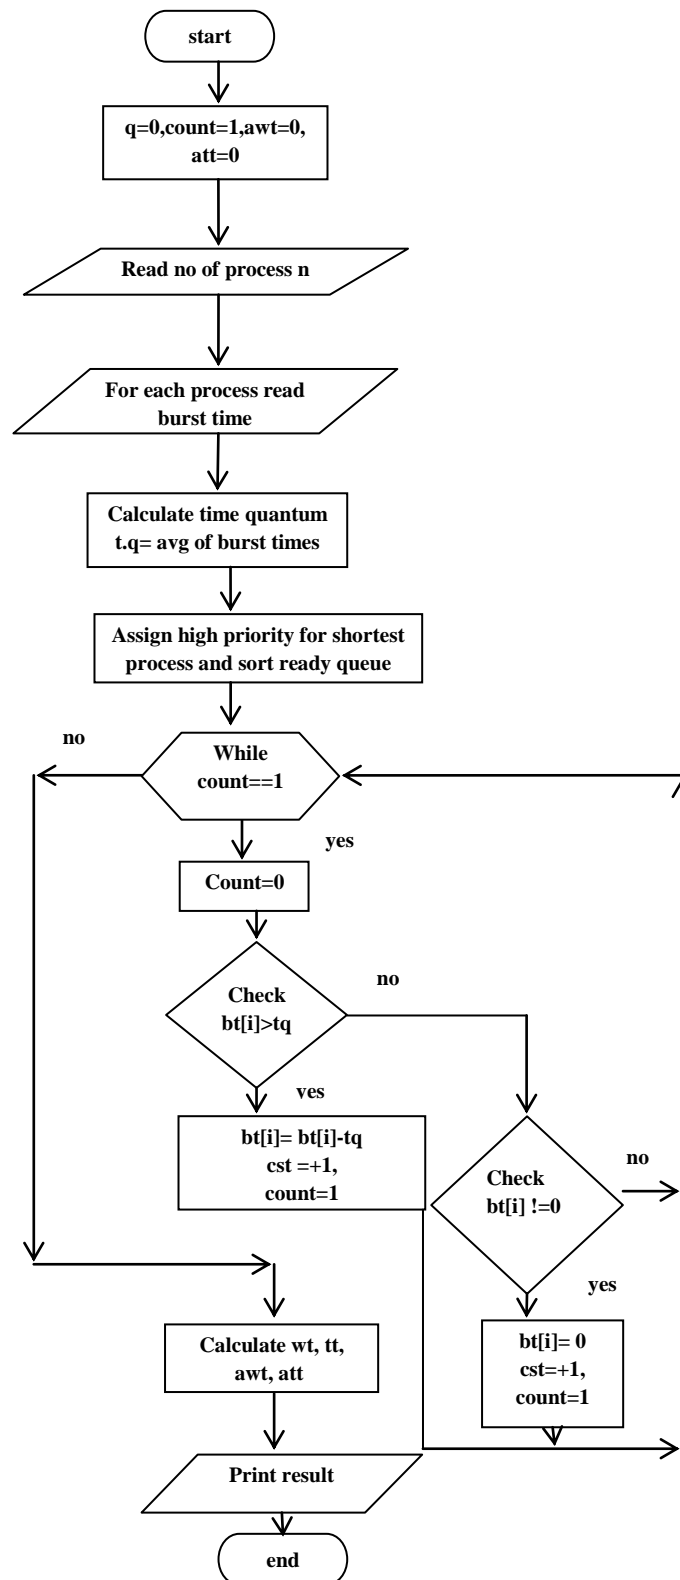 start
q=0,count=1,awt=0,
att=0
Read no of process n
For each process read
burst time
Calculate time quantum
t.q= avg of burst times
Assign high priority for shortest
process and sort ready queue
no
While
count==1
yes
Count=0
Check
bt[i]>tq
no
yes
bt[i]= bt[i]-tq
cst =+1,
count=1
Check
bt[i] !=0
no
yes
bt[i]= 0
cst=+1,
count=1
Calculate wt, tt,
awt, att
Print result
end